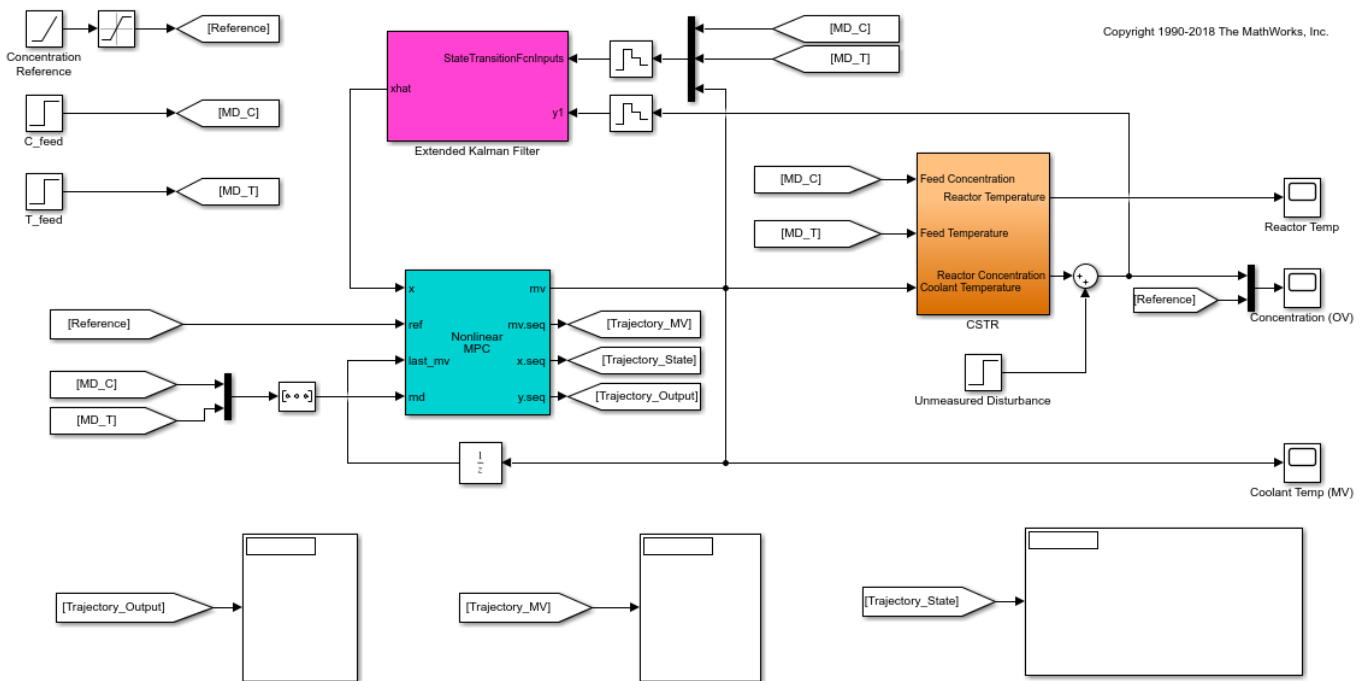 Concentration
Reference
[Reference]
C_feed
[MD_C]
T_feed
[MD_T]
StateTransitionFcnInputs
xhat
y1
Extended Kalman Filter
[MD_C]
[MD_T]
Copyright 1990-2018 The MathWorks, Inc.
[MD_C]
[MD_T]
Feed Concentration
Reactor Temperature
Feed Temperature
Reactor Concentration
Coolant Temperature
CSTR
+
+
Reactor Temp
[Reference]
Concentration (OV)
Unmeasured Disturbance
[Reference]
[MD_C]
[MD_T]
x
ref
last_mv
md
Nonlinear
MPC
mv
mv.seq
x.seq
y.seq
[Trajectory_MV]
[Trajectory_State]
[Trajectory_Output]
1
z
Coolant Temp (MV)
[Trajectory_Output]
[Trajectory_MV]
[Trajectory_State]